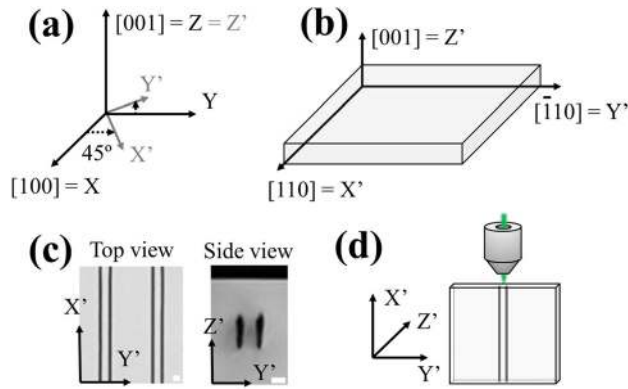 (a)
[001] = Z = Z'
Y'
Y
45º
X'
[100] = X
(b)
[001] = Z'
[1̄10] = Y'
[110] = X'
(c)
Top view
Side view
X'
Y'
Z'
Y'
(d)
X'
Z'
Y'